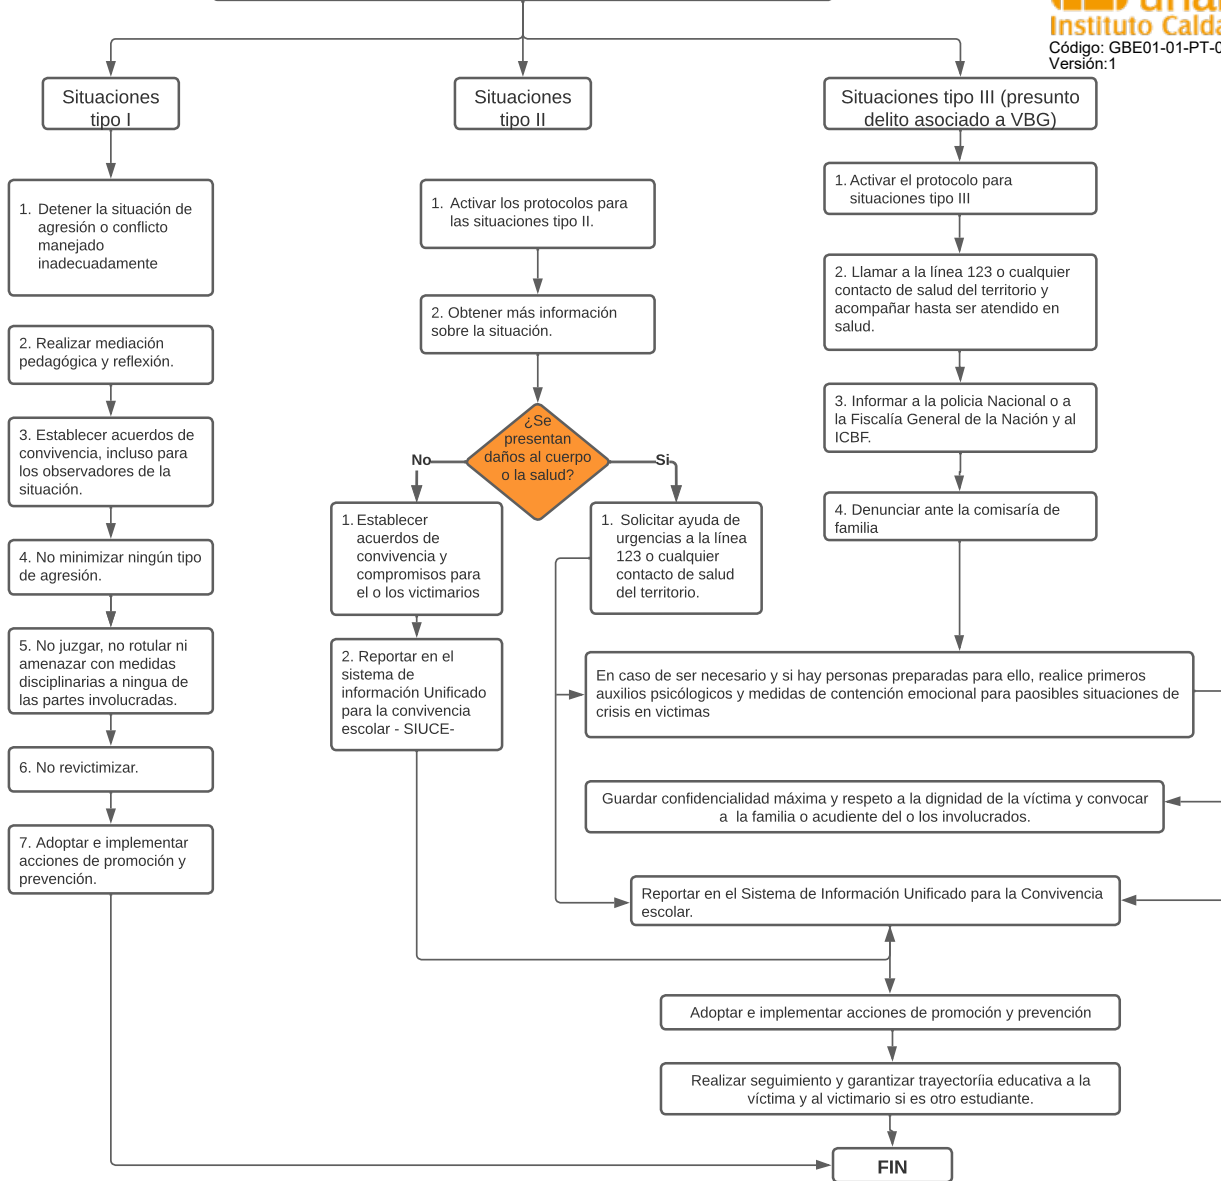 Instituto
Código: GBE01-01-PT-0
Versión:1
Situaciones
tipo I
Situaciones
tipo II
Situaciones tipo III (presunto
delito asociado a VBG)
1. Detener la situación de
agresión o conflicto
manejado
inadecuadamente
2. Realizar mediación
pedagógica y reflexión.
3. Establecer acuerdos de
convivencia, incluso para
los observadores de la
situación.
4. No minimizar ningún tipo
de agresión.
5. No juzgar, no rotular ni
amenazar con medidas
disciplinarias a ningua de
las partes involucradas.
6. No revictimizar.
7. Adoptar e implementar
acciones de promoción y
prevención.
1. Activar los protocolos para
las situaciones tipo II.
2. Obtener más información
sobre la situación.
¿Se
presentan
daños al cuerpo
o la salud?
No
Si
1. Establecer
acuerdos de
convivencia y
compromisos para
el o los victimarios
2. Reportar en el
sistema de
información Unificado
para la convivencia
escolar - SIUCE-
1. Solicitar ayuda de
urgencias a la línea
123 o cualquier
contacto de salud
del territorio.
1. Activar el protocolo para
situaciones tipo III
2. Llamar a la línea 123 o cualquier
contacto de salud del territorio y
acompañar hasta ser atendido en
salud.
3. Informar a la policia Nacional o a
la Fiscalía General de la Nación y al
ICBF.
4. Denunciar ante la comisaría de
familia
En caso de ser necesario y si hay personas preparadas para ello, realice primeros
auxilios psicólogicos y medidas de contención emocional para paosibles situaciones de
crisis en victimas
Guardar confidencialidad máxima y respeto a la dignidad de la víctima y convocar
a la familia o acudiente del o los involucrados.
Reportar en el Sistema de Información Unificado para la Convivencia
escolar.
Adoptar e implementar acciones de promoción y prevención
Realizar seguimiento y garantizar trayectoríia educativa a la
víctima y al victimario si es otro estudiante.
FIN